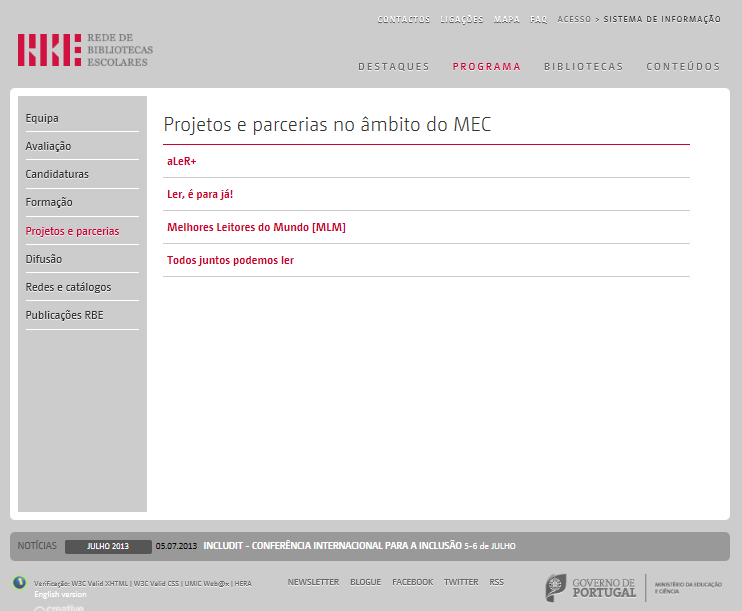 CONTACTOS LIGAÇÕES MAPA FAQ ACESSO > SISTEMA DE INFORMAÇÃO
RBE REDE DE
BIBLIOTECAS
ESCOLARES
DESTAQUES PROGRAMA BIBLIOTECAS CONTEÚDOS
Equipa
Avaliação
Candidaturas
Formação
Projetos e parcerias
Difusão
Redes e catálogos
Publicações RBE
Projetos e parcerias no âmbito do MEC
aLeR+
Ler, é para já!
Melhores Leitores do Mundo [MLM]
Todos juntos podemos ler
NOTÍCIAS JULHO 2013 05.07.2013 INCLUDIT - CONFERÊNCIA INTERNACIONAL PARA A INCLUSÃO 5-6 de JULHO
Verificação: W3C Valid XHTML | W3C Valid CSS | UMIC Web@x | HERA
English version
creative
NEWSLETTER BLOGUE FACEBOOK TWITTER RSS
GOVERNO DE
PORTUGAL
MINISTÉRIO DA EDUCAÇÃO
E CIÊNCIA